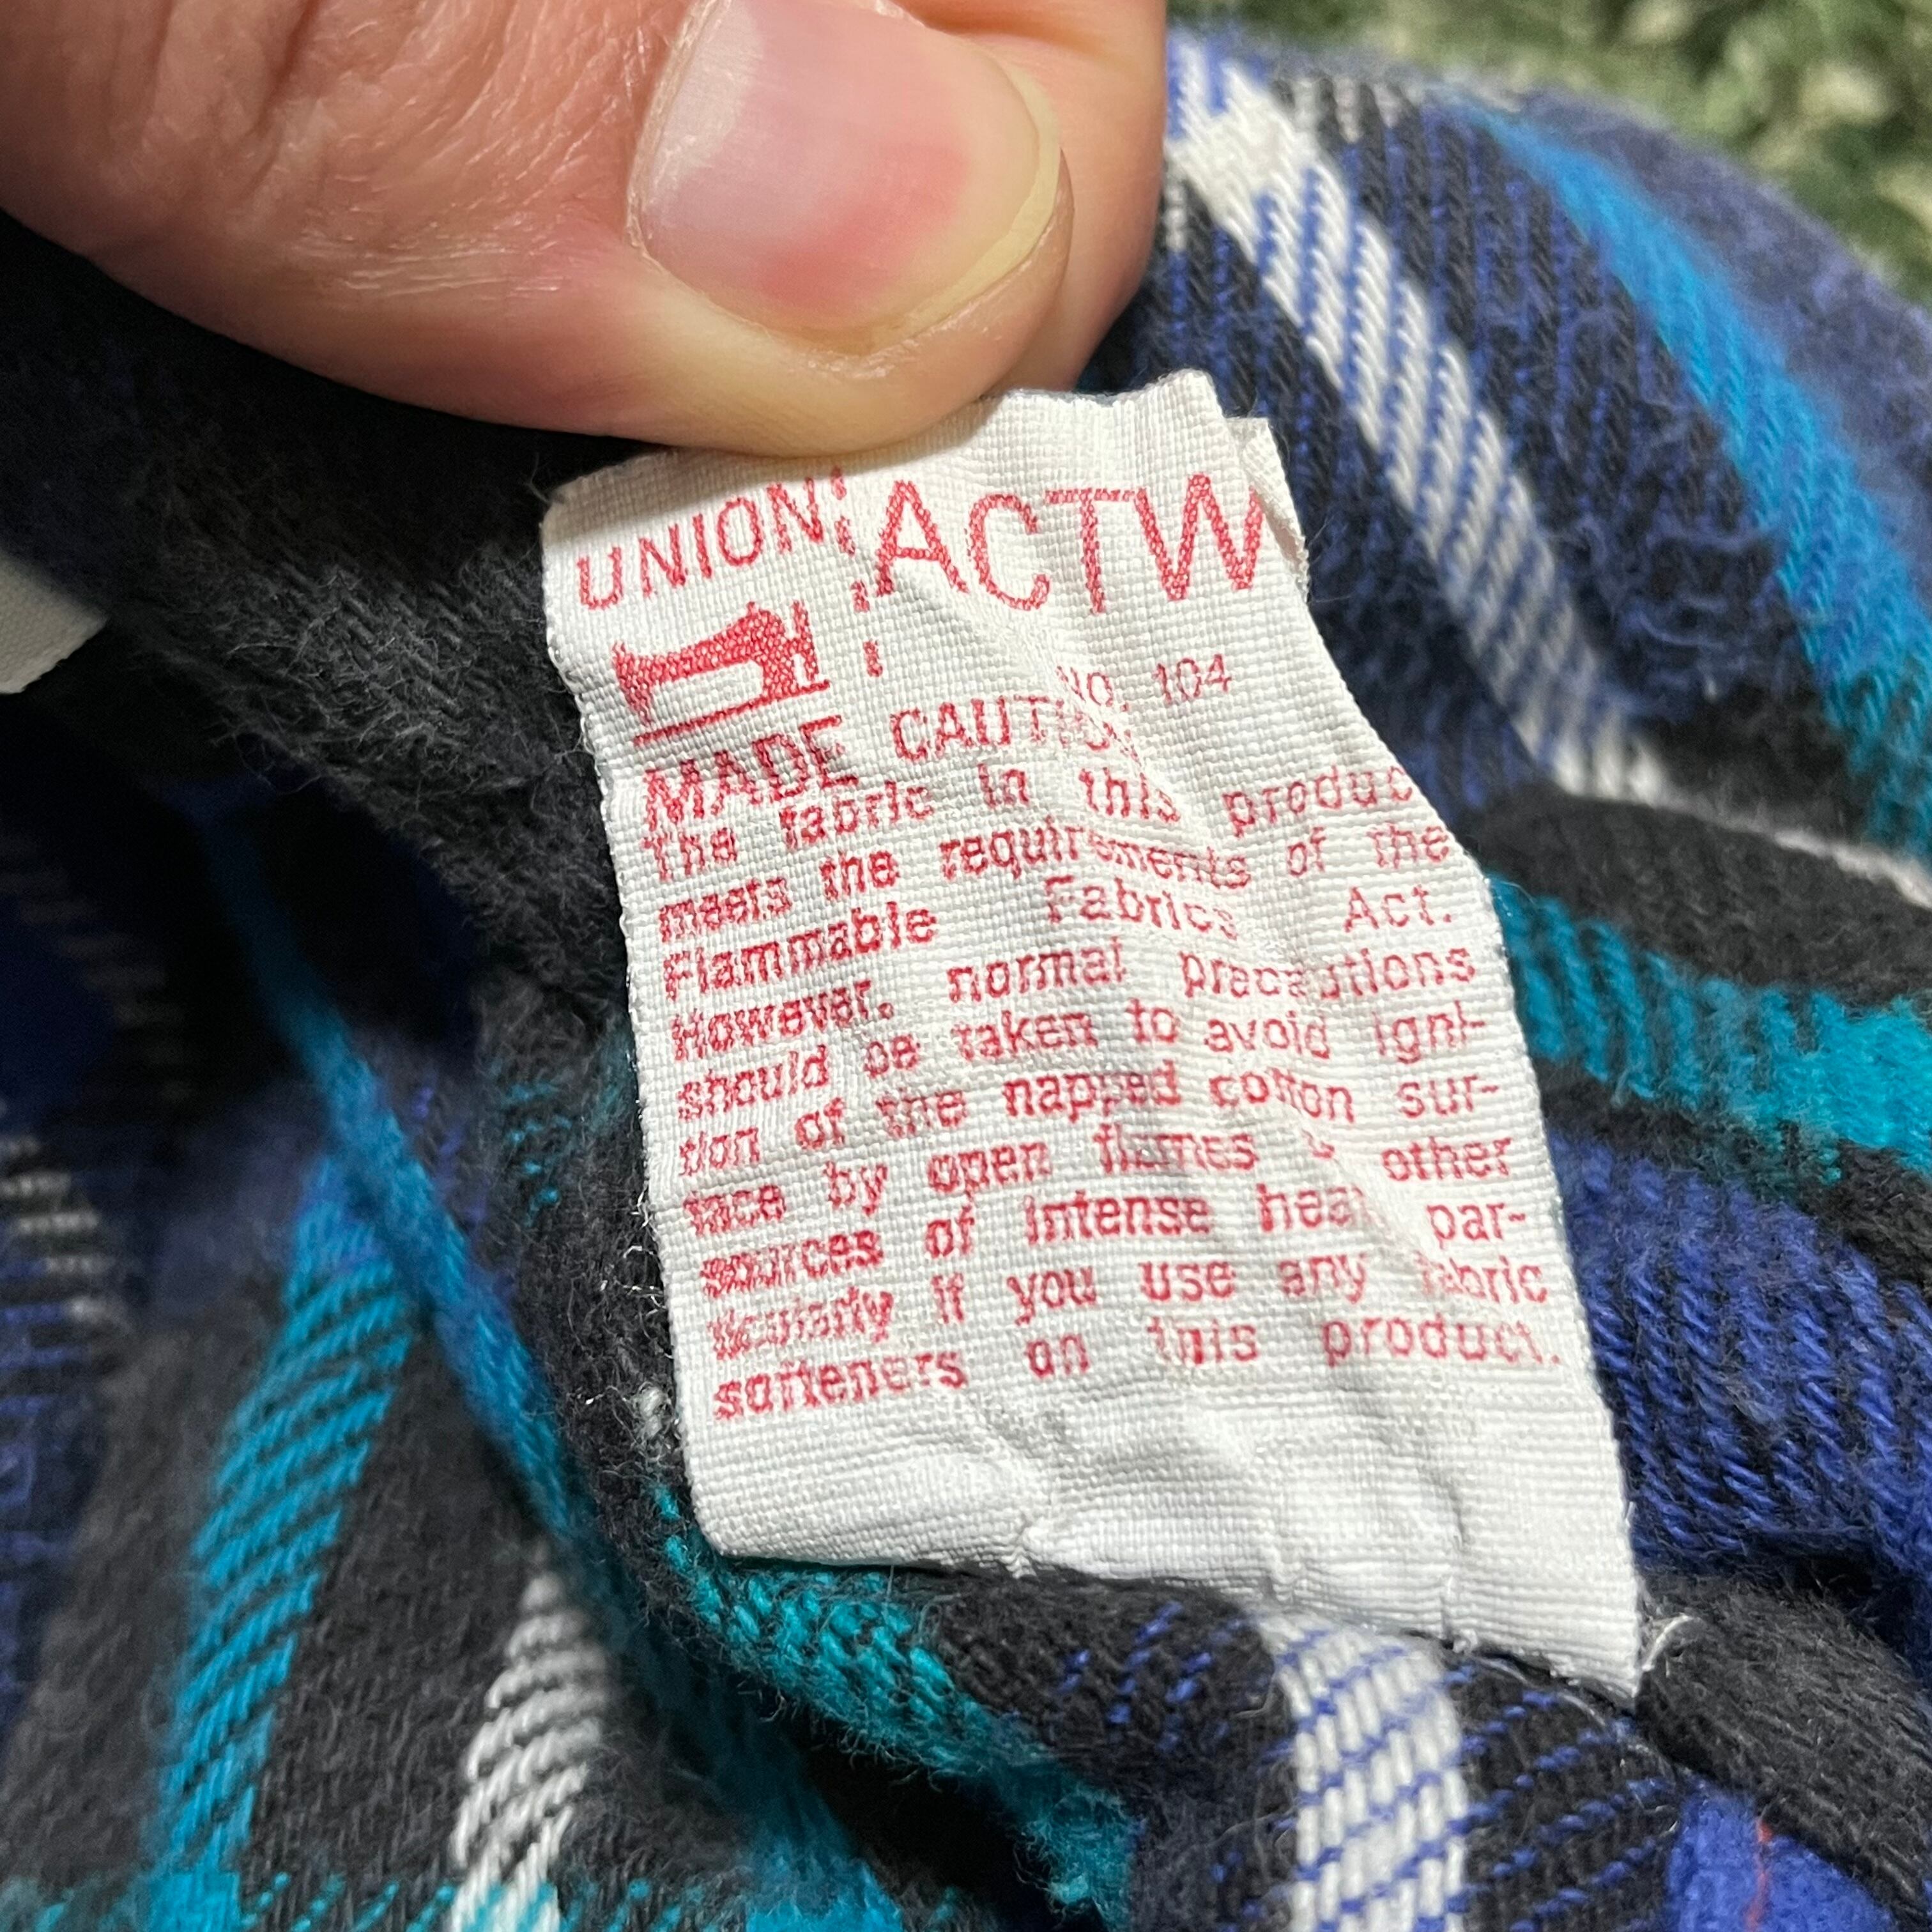 UNION ACTW
NO. 104
MADE CAUTION
the fabric in this produc
meets the requirements of the
Flammable Fabrics Act.
However, normal precautions
should be taken to avoid igni-
tion of the napped cotton sur-
face by open flames other
sources of intense heat par-
ticularly if you use any fabric
softeners on this product.